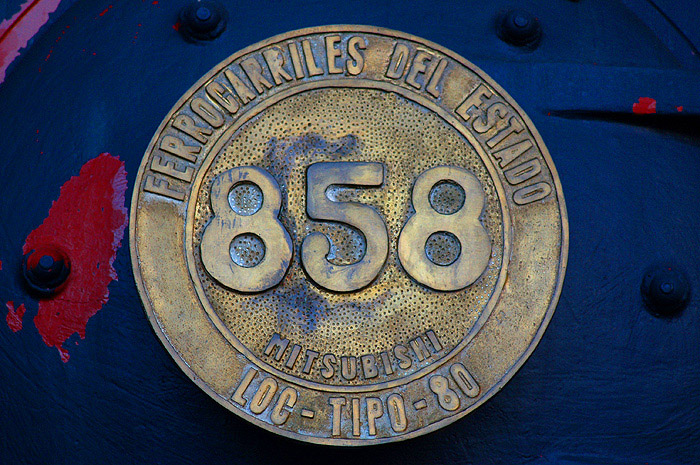 FERROCARRILES DEL ESTADO
858
MITSUBISHI
LOC-TIPO-80